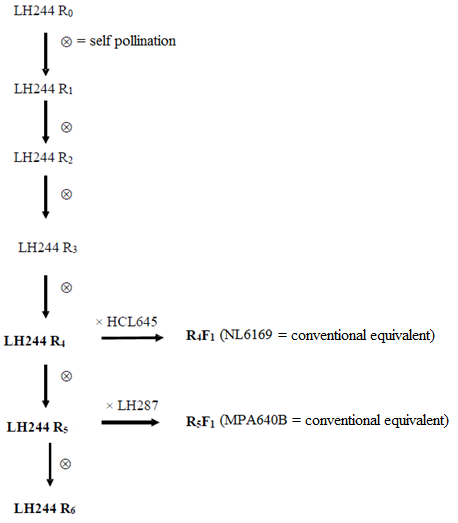 LH244 R₀
⊗ = self pollination
LH244 R₁
⊗
LH244 R₂
⊗
LH244 R₃
⊗
× HCL645
LH244 R₄
R₄F₁ (NL6169 = conventional equivalent)
⊗
× LH287
LH244 R₅
R₅F₁ (MPA640B = conventional equivalent)
⊗
LH244 R₆